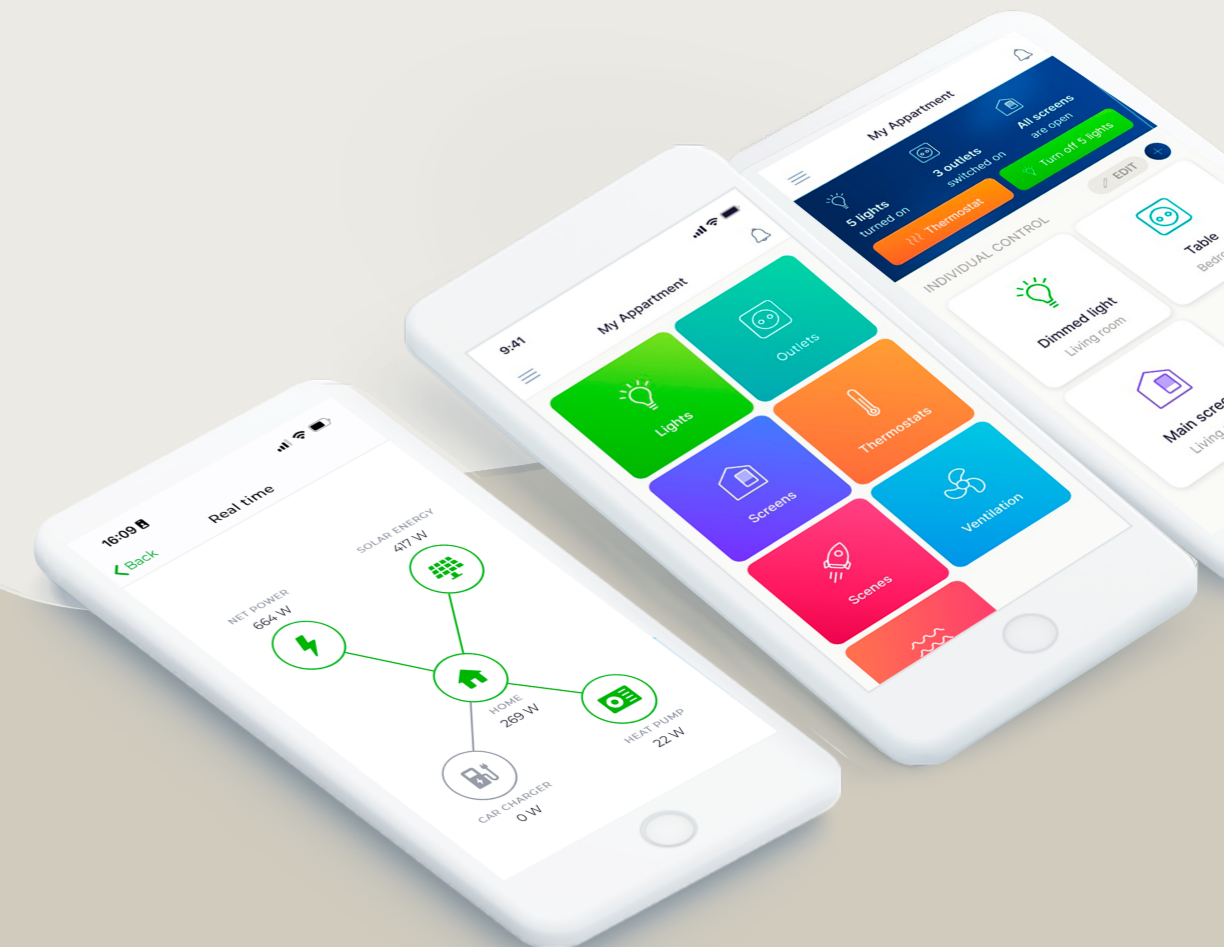 16:09
Back
Real time
SOLAR ENERGY
417 W
NET POWER
664 W
HOME
269 W
HEAT PUMP
22 W
CAR CHARGER
0 W
9:41
My Appartment
Lights
Outlets
Screens
Thermostats
Scenes
Ventilation
My Appartment
5 lights
turned on
3 outlets
switched on
All screens
are open
Thermostat
Turn off 5 lights
INDIVIDUAL CONTROL
EDIT
Dimmed light
Living room
Table
Main
Living